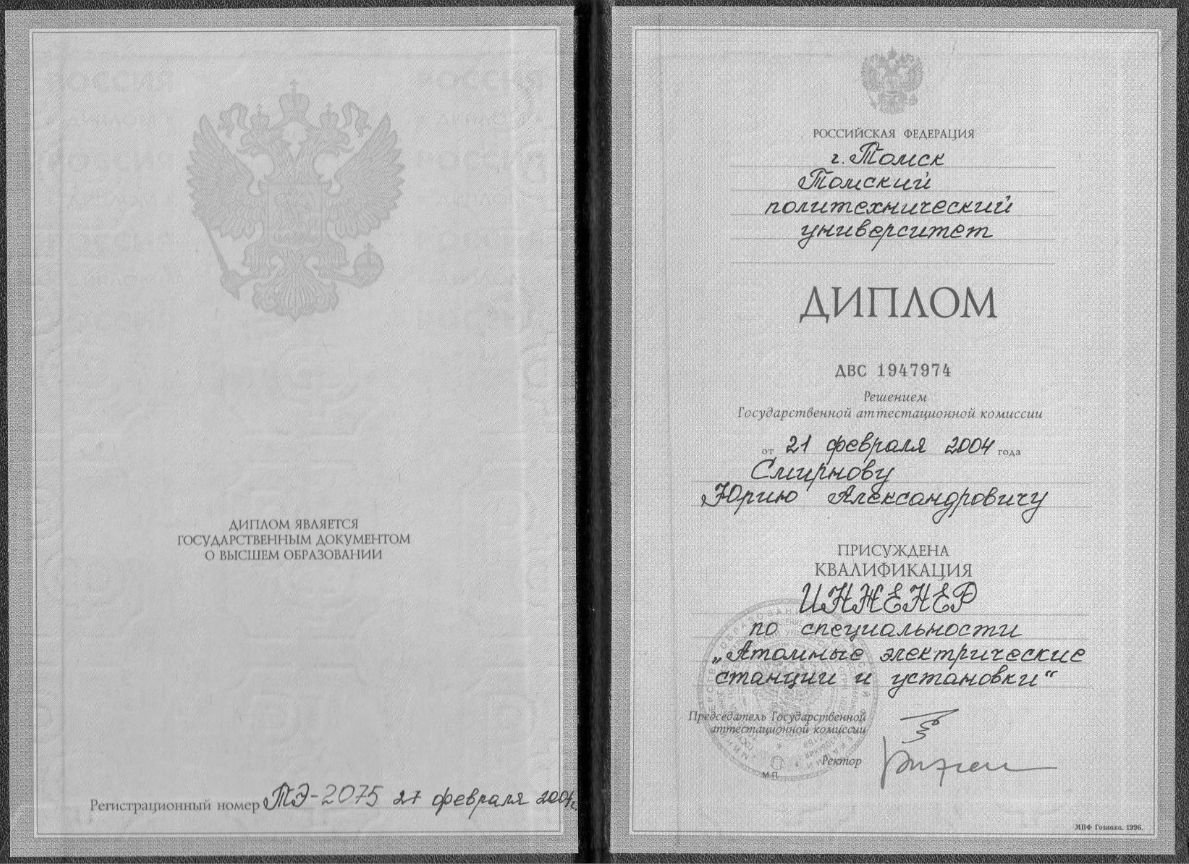 ДИПЛОМ ЯВЛЯЕТСЯ
ГОСУДАРСТВЕННЫМ ДОКУМЕНТОМ
О ВЫСШЕМ ОБРАЗОВАНИИ
Регистрационный номер ТЭ-2075 27 февраля 2004г.
РОССИЙСКАЯ ФЕДЕРАЦИЯ
г. Томск
Томский
политехнический
университет
ДИПЛОМ
ДВС 1947974
Решением
Государственной аттестационной комиссии
от 21 февраля 2004 года
Смирнову
Юрию Александровичу
ПРИСУЖДЕНА
КВАЛИФИКАЦИЯ
ИНЖЕНЕР
по специальности
„Атомные электрические
станции и установки“
Председатель Государственной
аттестационной комиссии
Ректор
М.П.
МПФ Гознака. 1996.